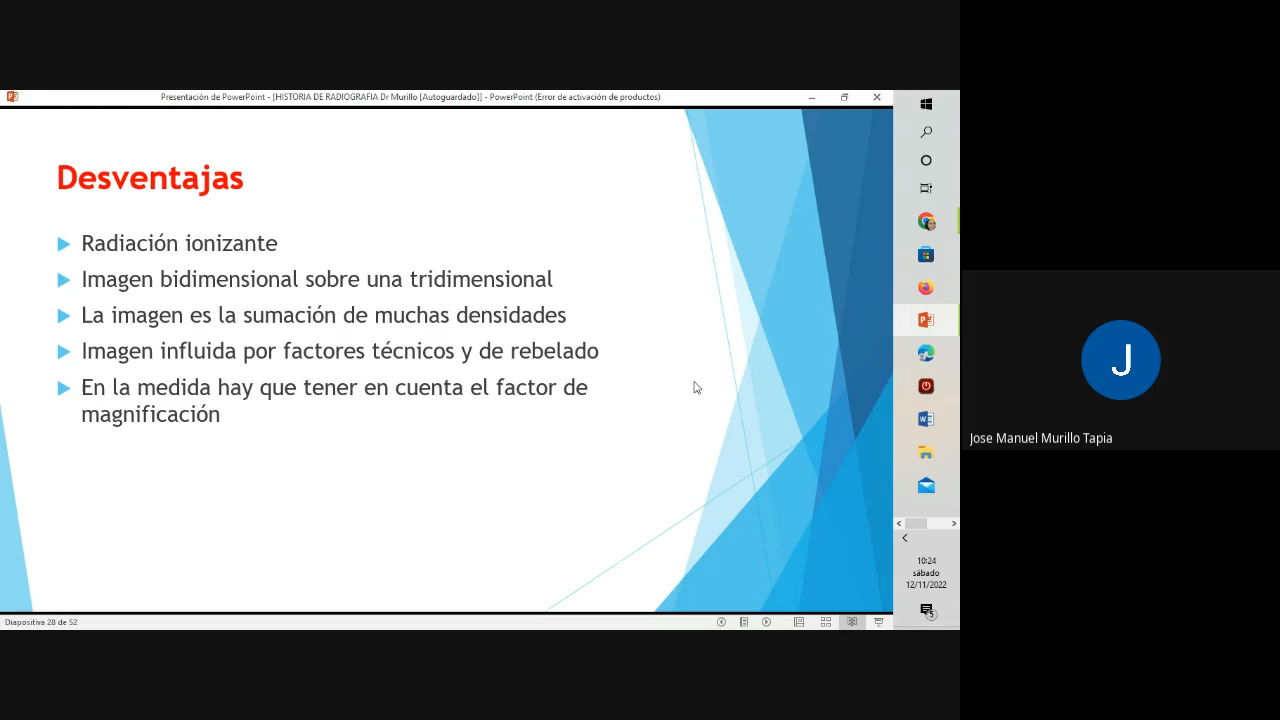 Presentación de PowerPoint - [HISTORIA DE RADIOGRAFIA Dr Murillo [Autoguardado]] - PowerPoint (Error de activación de productos)
Desventajas
Radiación ionizante
Imagen bidimensional sobre una tridimensional
La imagen es la sumación de muchas densidades
Imagen influida por factores técnicos y de rebelado
En la medida hay que tener en cuenta el factor de
magnificación
Diapositiva 28 de 52
10:24
sábado
12/11/2022
5
J
Jose Manuel Murillo Tapia